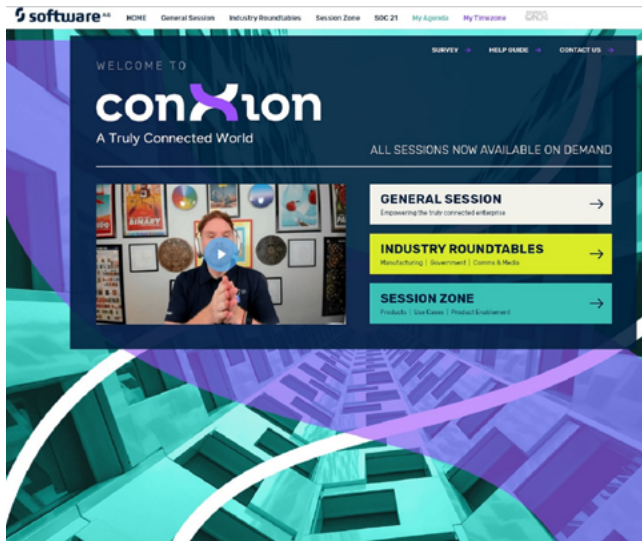 software AG
HOME General Session Industry Roundtables Session Zone SOC 21 My Agenda My Timezone
SURVEY → HELP GUIDE → CONTACT US →
WELCOME TO
conXion
A Truly Connected World
ALL SESSIONS NOW AVAILABLE ON DEMAND
GENERAL SESSION →
Empowering the truly connected enterprise
INDUSTRY ROUNDTABLES →
Manufacturing | Government | Comms & Media
SESSION ZONE →
Products | Use Cases | Product Enablement
BINARY